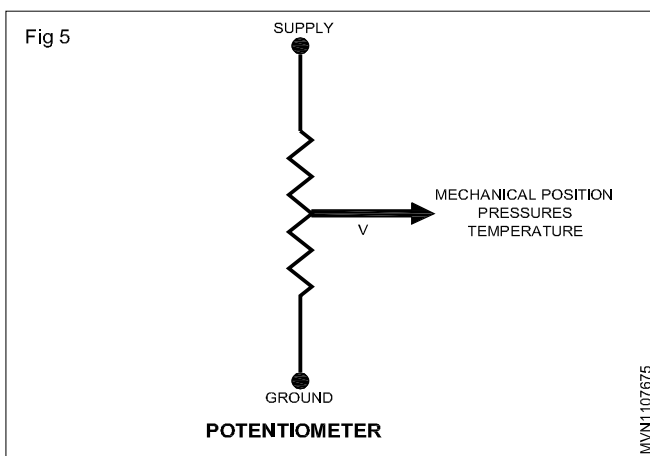 Fig 5
SUPPLY
MECHANICAL POSITION
PRESSURES
TEMPERATURE
V
GROUND
POTENTIOMETER
MVN1107675